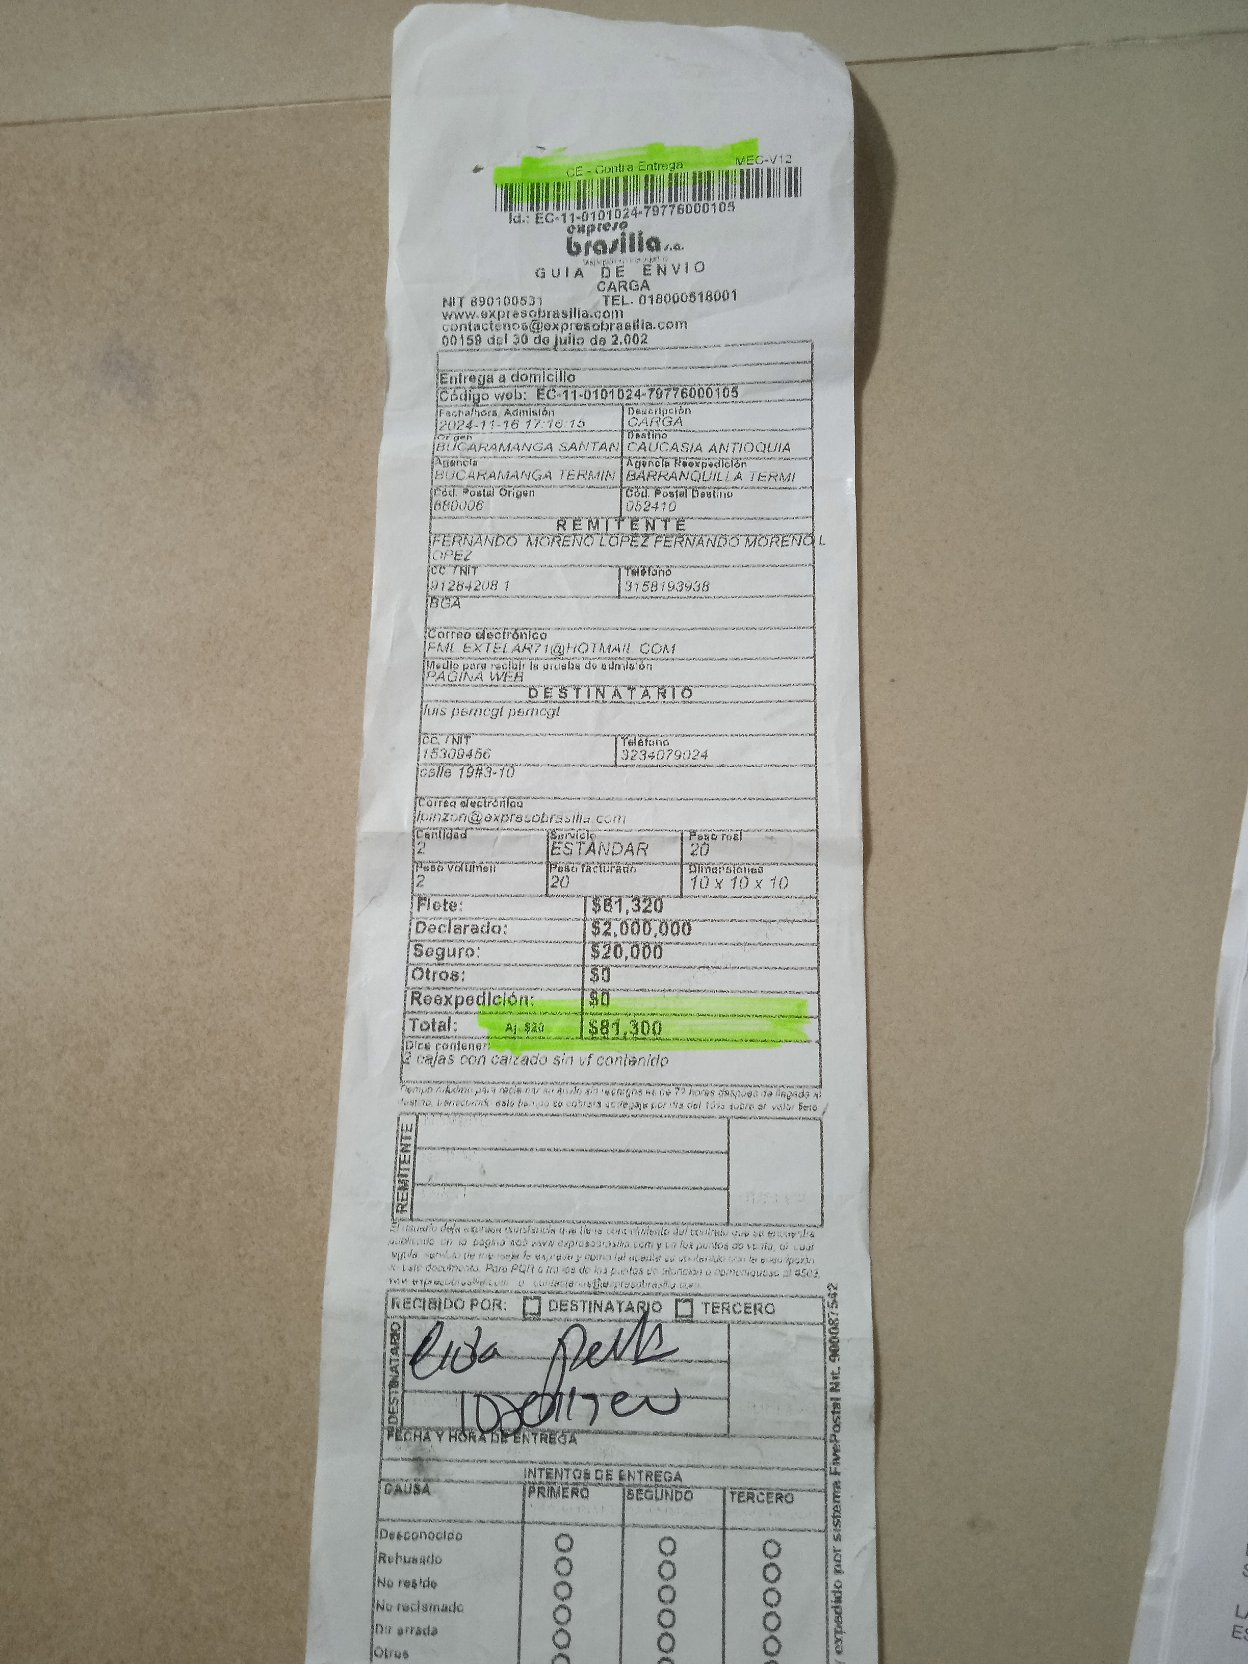 CE - Contra Entrega MEC-V12
Id.: EC-11-0101024-79776000105
expreso
brasilia s.a.
GUIA DE ENVIO
CARGA
NIT 890100531 TEL. 018000518001
www.expresobrasilia.com
contactenos@expresobrasilia.com
00159 del 30 de julio de 2.002
Entrega a domicilio
Código web: EC-11-0101024-79776000105
Fecha/hora Admisión Descripción
2024-11-16 17:16:15 CARGA
Origen Destino
BUCARAMANGA SANTAN CAUCASIA ANTIOQUIA
Agencia Agencia Reexpedición
BUCARAMANGA TERMIN BARRANQUILLA TERMI
Cód. Postal Origen Cód. Postal Destino
680006 052410
REMITENTE
FERNANDO MORENO LOPEZ FERNANDO MORENO L
OPEZ
CC / NIT Teléfono
91284208 1 3158193938
BGA
Correo electrónico
FML.EXTELAR71@HOTMAIL.COM
Medio para recibir la prueba de admisión
PAGINA WEB
DESTINATARIO
luis pemcgl pemcgl
CC / NIT Teléfono
15309456 3234079024
calle 19#3-10
Correo electrónico
luinzon@expresobrasilia.com
Cantidad Servicio Peso real
2 ESTANDAR 20
Peso volumen Peso facturado Dimensiones
2 20 10 x 10 x 10
Flete: $61,320
Declarado: $2,000,000
Seguro: $20,000
Otros: $0
Reexpedición: $0
Total: Aj. $20 $81,300
Dice contener
2 cajas con calzado sin vf contenido
REMITENTE
RECIBIDO POR: DESTINATARIO TERCERO
DESTINATARIO
FECHA Y HORA DE ENTREGA
INTENTOS DE ENTREGA
CAUSA PRIMERO SEGUNDO TERCERO
Desconocido
Rehusado
No reside
No reclamado
Dir errada
Otros
expedido por sistema FivePostal Nit. 900087542